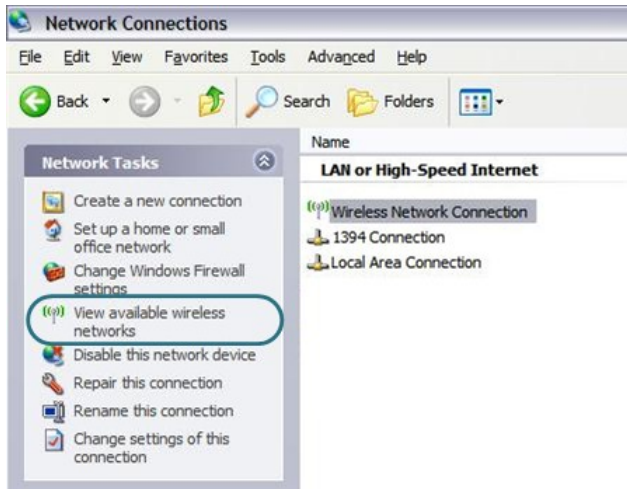 Network Connections
File Edit View Favorites Tools Advanced Help
Back Search Folders
Network Tasks
Create a new connection
Set up a home or small
office network
Change Windows Firewall
settings
View available wireless
networks
Disable this network device
Repair this connection
Rename this connection
Change settings of this
connection
Name
LAN or High-Speed Internet
Wireless Network Connection
1394 Connection
Local Area Connection